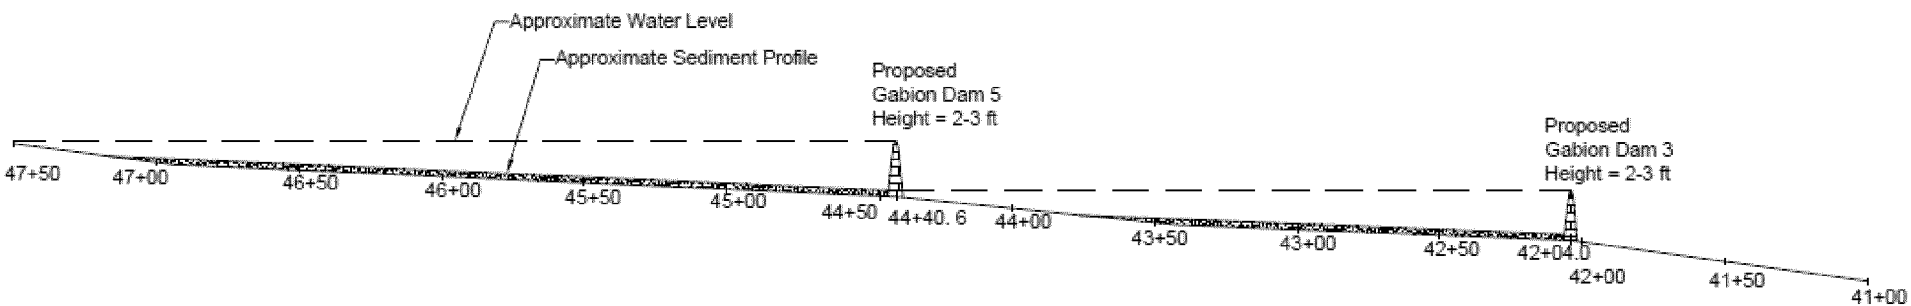 Approximate Water Level
Approximate Sediment Profile
Proposed
Gabion Dam 5
Height = 2-3 ft
Proposed
Gabion Dam 3
Height = 2-3 ft
47+50
47+00
46+50
46+00
45+50
45+00
44+50
44+40. 6
44+00
43+50
43+00
42+50
42+04.0
42+00
41+50
41+00